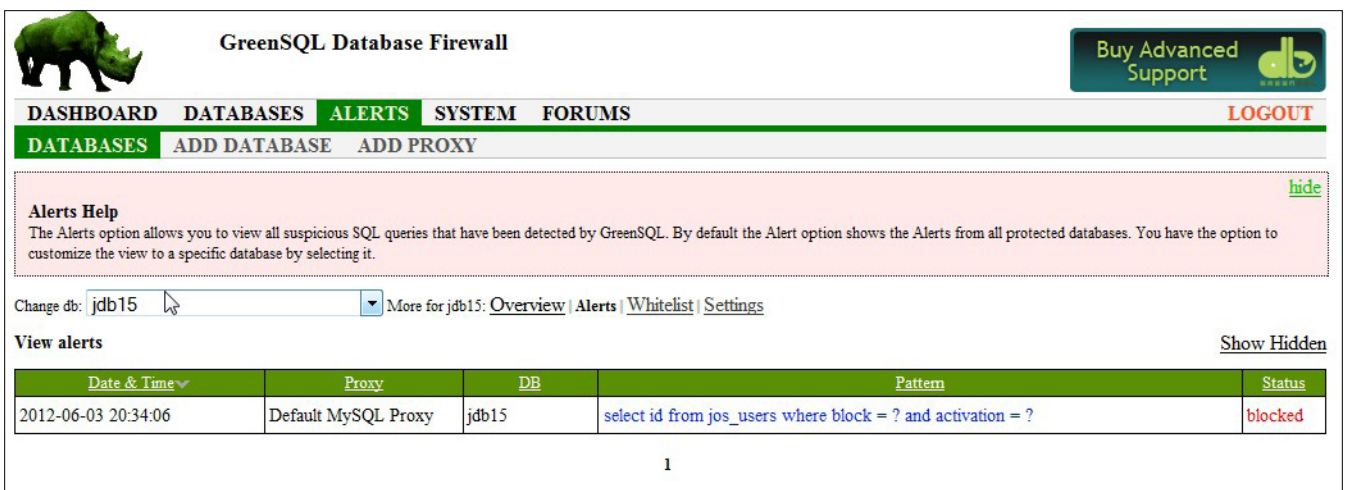 GreenSQL Database Firewall
Buy Advanced
Support
DASHBOARD DATABASES ALERTS SYSTEM FORUMS LOGOUT
DATABASES ADD DATABASE ADD PROXY
hide
Alerts Help
The Alerts option allows you to view all suspicious SQL queries that have been detected by GreenSQL. By default the Alert option shows the Alerts from all protected databases. You have the option to
customize the view to a specific database by selecting it.
Change db: jdb15 More for jdb15: Overview | Alerts | Whitelist | Settings
View alerts Show Hidden
Date & Time Proxy DB Pattern Status
2012-06-03 20:34:06 Default MySQL Proxy jdb15 select id from jos_users where block = ? and activation = ? blocked
1